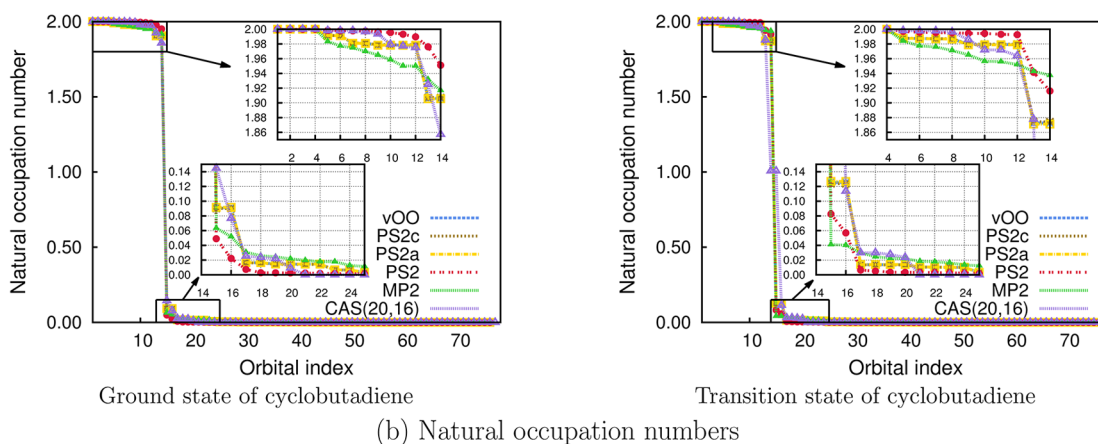 Natural occupation number
2.00
1.50
1.00
0.50
0.00
10 20 30 40 50 60 70
Orbital index
2.00
1.98
1.96
1.94
1.92
1.90
1.88
1.86
2 4 6 8 10 12 14
0.14
0.12
0.10
0.08
0.06
0.04
0.02
0.00
14 16 18 20 22 24
vOO
PS2c
PS2a
PS2
MP2
CAS(20,16)
Ground state of cyclobutadiene
Natural occupation number
2.00
1.50
1.00
0.50
0.00
10 20 30 40 50 60 70
Orbital index
2.00
1.98
1.96
1.94
1.92
1.90
1.88
1.86
4 6 8 10 12 14
0.14
0.12
0.10
0.08
0.06
0.04
0.02
0.00
14 16 18 20 22 24
vOO
PS2c
PS2a
PS2
MP2
CAS(20,16)
Transition state of cyclobutadiene
(b) Natural occupation numbers